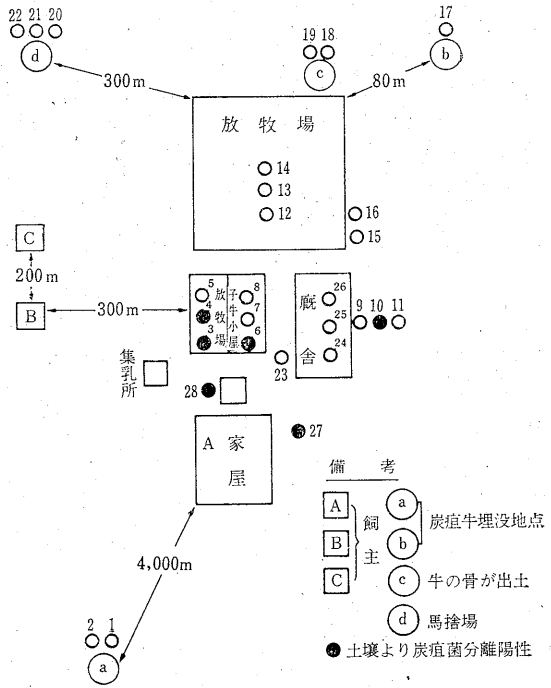 22 21 20
d
300m
19 18
c
17
b
80m
放牧場
14
13
12
16
15
C
200m
B
300m
5
4
3
放牧場
子牛小屋
8
7
6
厩舎
26
25
24
9 10 11
23
集乳所
28
27
A 家屋
4,000m
2 1
a
備考
A
B
C
飼主
a
b
炭疽牛埋没地点
c 牛の骨が出土
d 馬捨場
●土壌より炭疽菌分離陽性